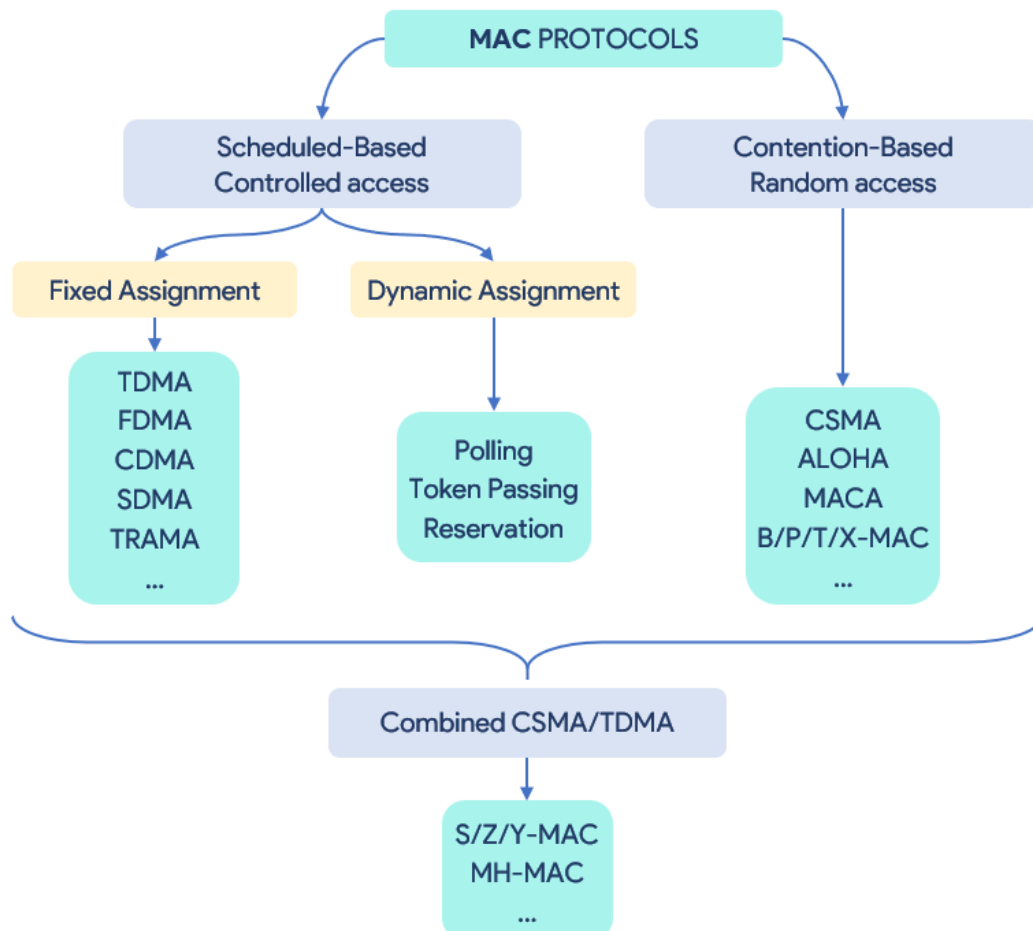 MAC PROTOCOLS
Scheduled-Based
Controlled access
Contention-Based
Random access
Fixed Assignment
Dynamic Assignment
TDMA
FDMA
CDMA
SDMA
TRAMA
...
Polling
Token Passing
Reservation
CSMA
ALOHA
MACA
B/P/T/X-MAC
...
Combined CSMA/TDMA
S/Z/Y-MAC
MH-MAC
...